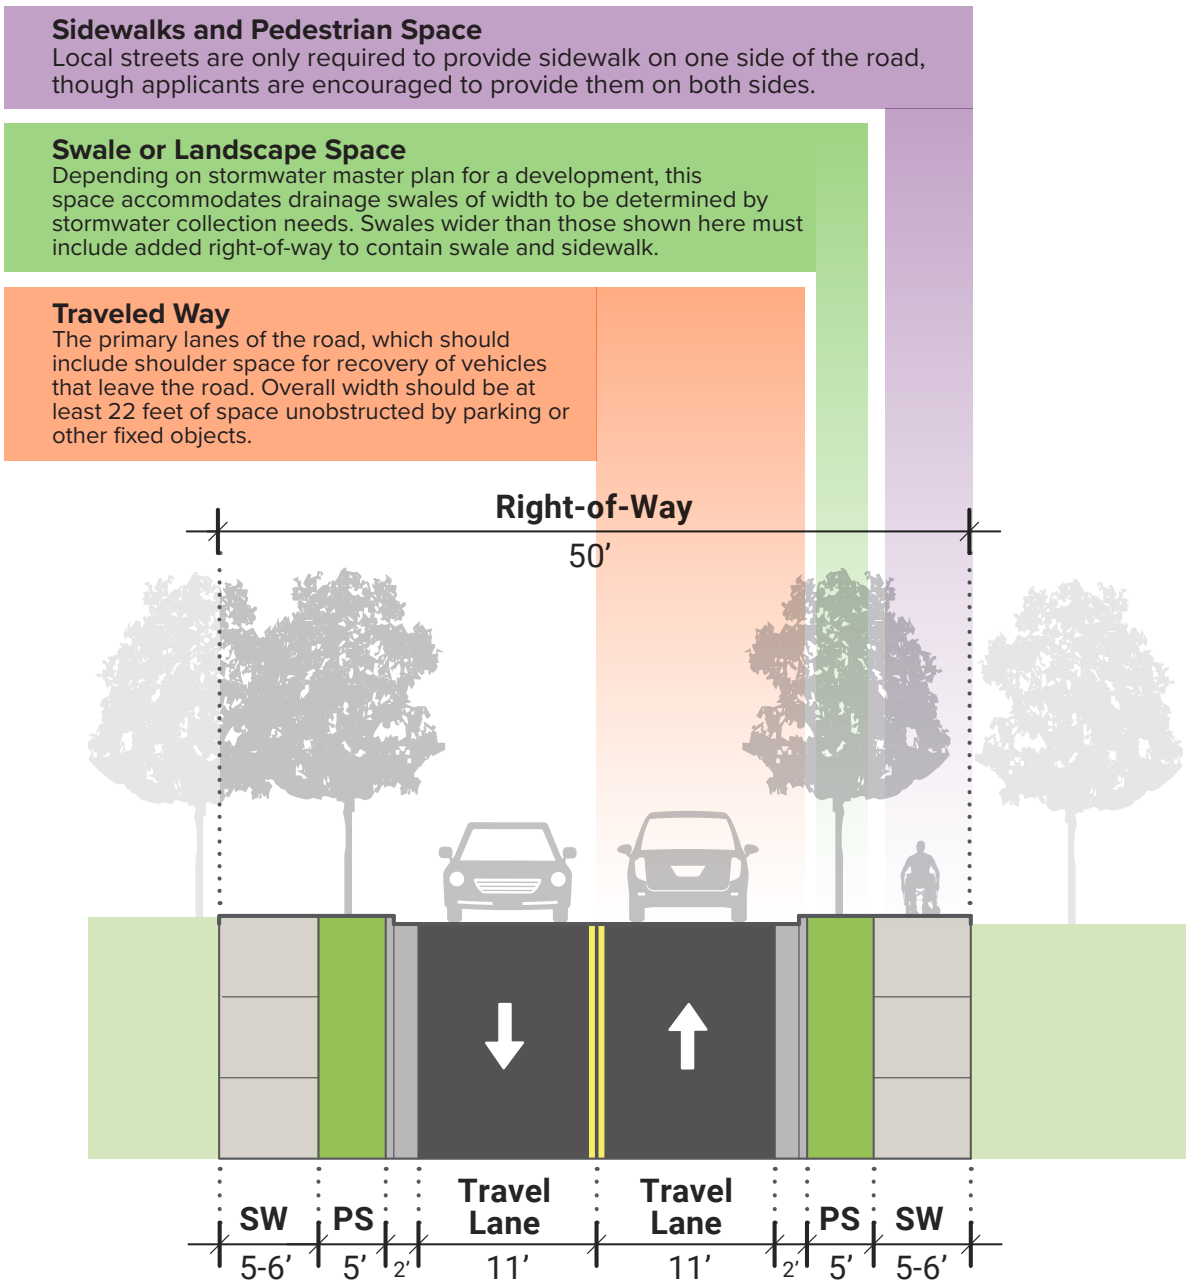 Sidewalks and Pedestrian Space
Local streets are only required to provide sidewalk on one side of the road,
though applicants are encouraged to provide them on both sides.
Swale or Landscape Space
Depending on stormwater master plan for a development, this
space accommodates drainage swales of width to be determined by
stormwater collection needs. Swales wider than those shown here must
include added right-of-way to contain swale and sidewalk.
Traveled Way
The primary lanes of the road, which should
include shoulder space for recovery of vehicles
that leave the road. Overall width should be at
least 22 feet of space unobstructed by parking or
other fixed objects.
Right-of-Way
50’
SW
PS
Travel
Lane
Travel
Lane
PS
SW
5-6’
5’
2’
11’
11’
2’
5’
5-6’